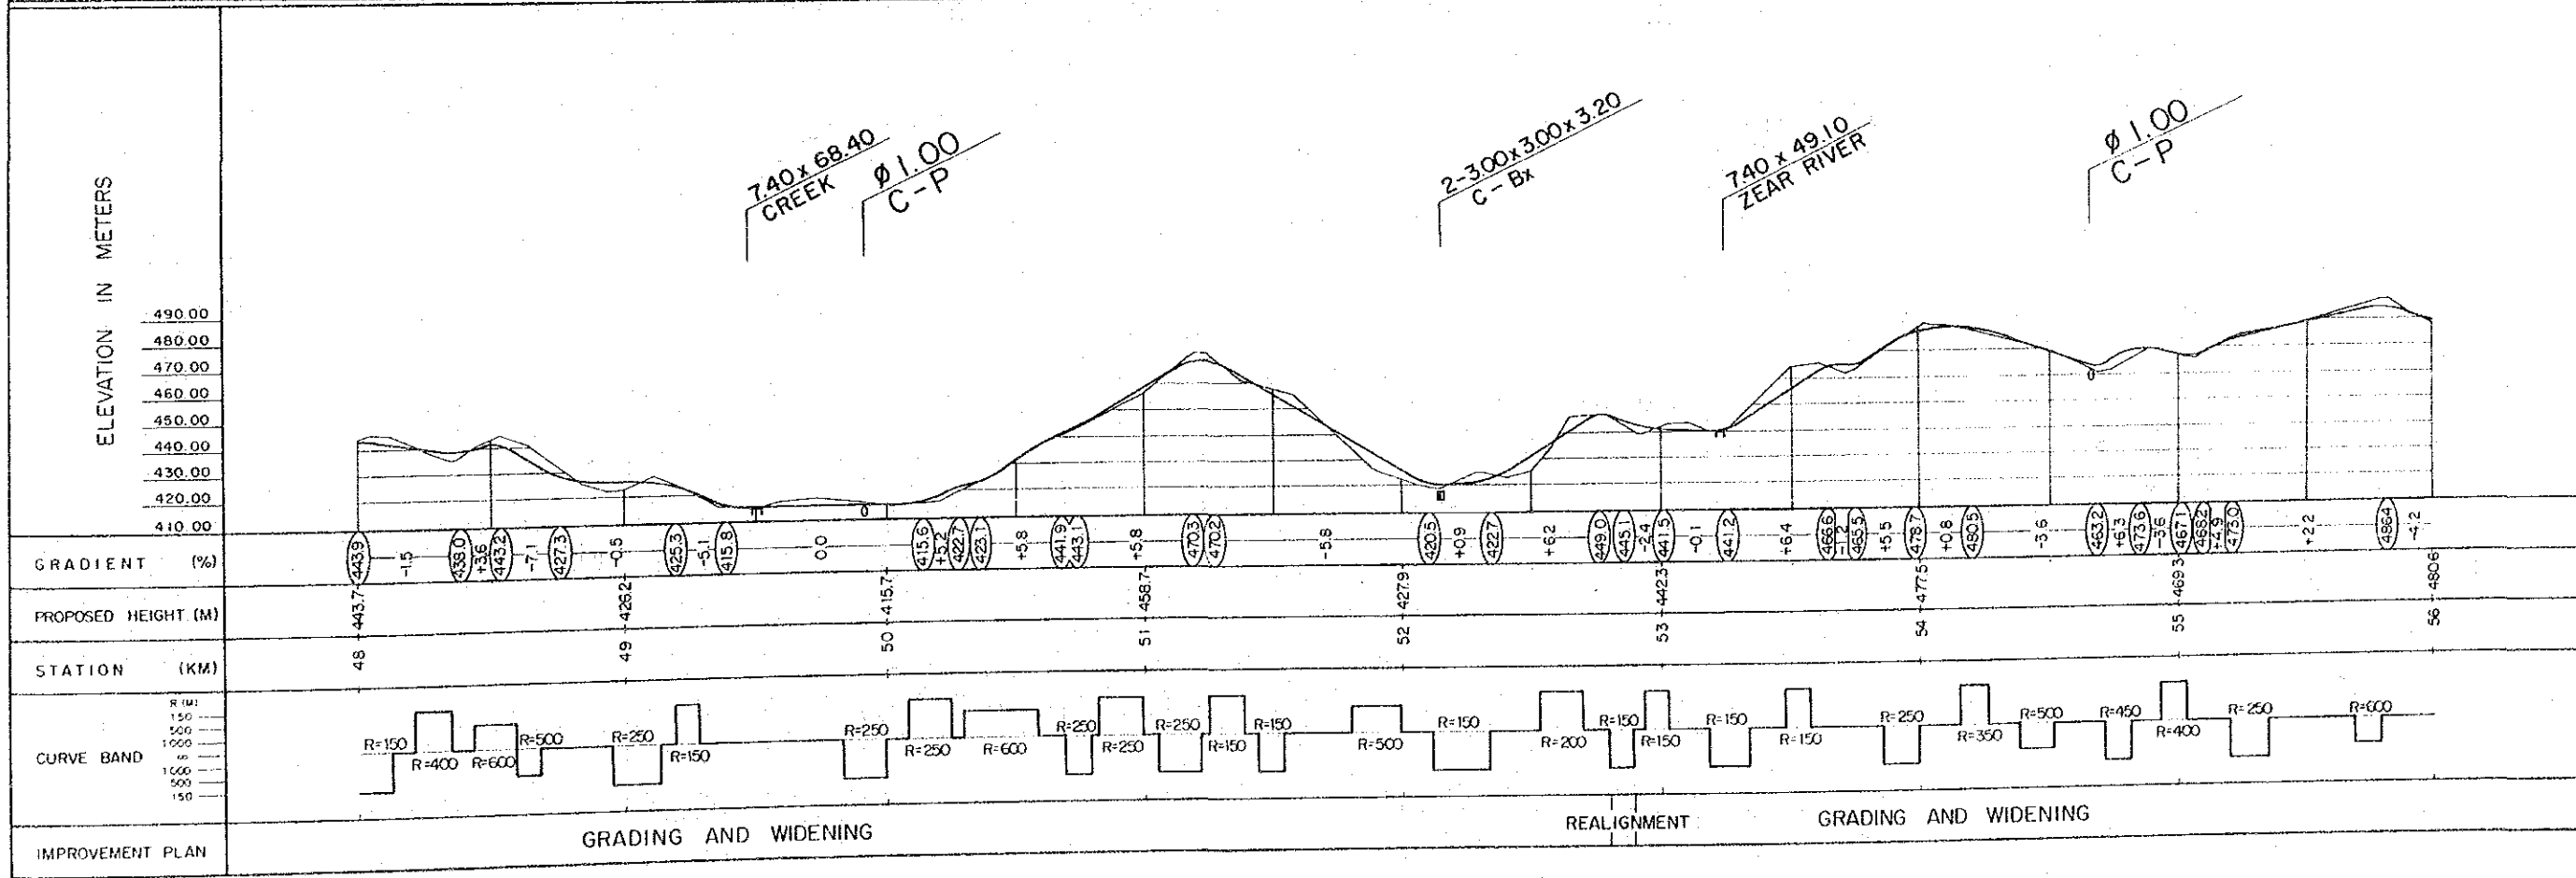 7.40 x 68.40
CREEK
Ø 1.00
C-P
2-3.00 x 3.00 x 3.20
C-Bx
7.40 x 49.10
ZEAR RIVER
Ø 1.00
C-P
ELEVATION IN METERS
490.00
480.00
470.00
460.00
450.00
440.00
430.00
420.00
410.00
GRADIENT (%)
443.9 -1.5 438.0 +3.6 443.2 -7.1 427.3 -0.5 425.3 -5.1 415.8 0.0 415.6 +5.2 422.7 423.1 +5.8 441.9 443.1 +5.8 470.3 470.2 -5.8 420.5 +0.9 422.7 +6.2 449.0 445.1 -2.4 441.5 -0.1 441.2 +6.4 466.6 -1.2 465.5 +5.5 478.7 +0.8 480.5 -3.6 463.2 +6.3 473.6 -3.6 467.1 468.2 +4.9 473.0 +2.2 486.4 -4.2
PROPOSED HEIGHT (M)
443.7 426.2 415.7 458.7 427.9 442.3 477.5 469.3 480.6
STATION (KM)
48 49 50 51 52 53 54 55 56
CURVE BAND
R (M)
150
500
1000
∞
1000
500
150
R=150 R=400 R=600 R=500 R=250 R=150 R=250 R=250 R=600 R=250 R=250 R=250 R=150 R=150 R=500 R=150 R=200 R=150 R=150 R=150 R=150 R=250 R=350 R=500 R=450 R=400 R=250 R=600
IMPROVEMENT PLAN
GRADING AND WIDENING
REALIGNMENT
GRADING AND WIDENING